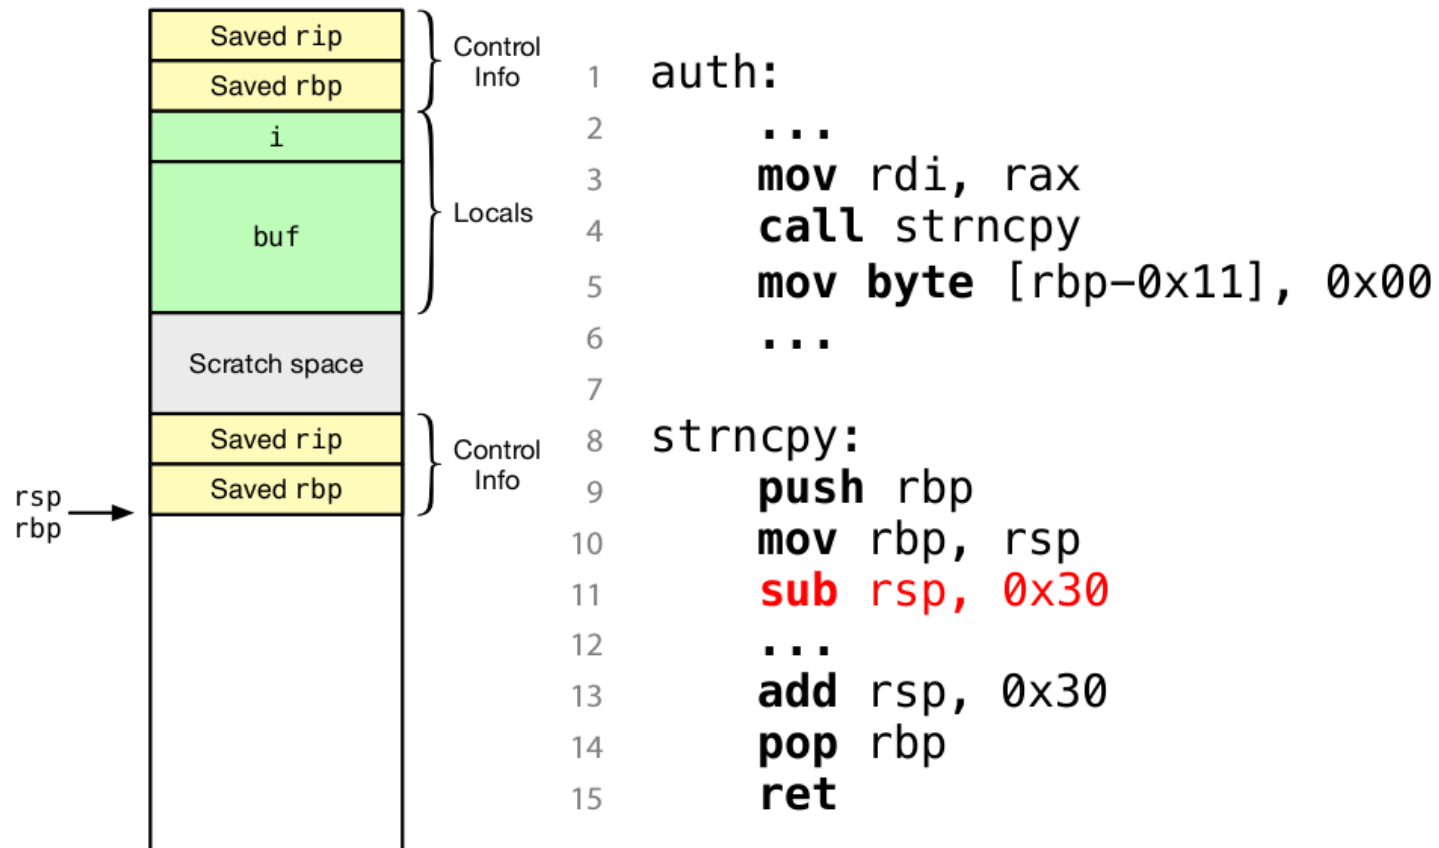 Saved rip
Saved rbp
Control
Info
i
buf
Locals
Scratch space
Saved rip
Saved rbp
Control
Info
rsp
rbp
1 auth:
2 ...
3 mov rdi, rax
4 call strncpy
5 mov byte [rbp-0x11], 0x00
6 ...
7
8 strncpy:
9 push rbp
10 mov rbp, rsp
11 sub rsp, 0x30
12 ...
13 add rsp, 0x30
14 pop rbp
15 ret